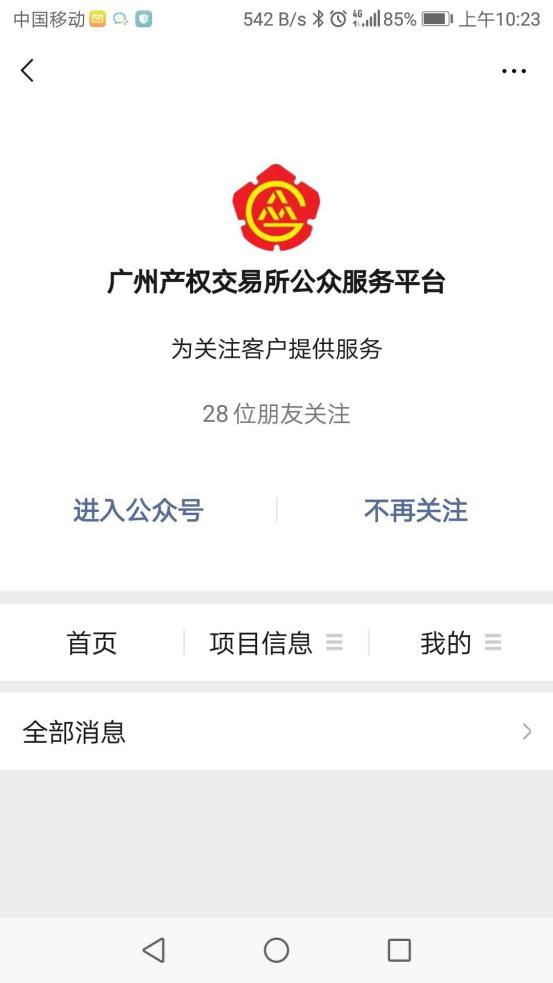 中国移动 542 B/s 4G 85% 上午10:23
广州产权交易所公众服务平台
为关注客户提供服务
28位朋友关注
进入公众号 不再关注
首页 项目信息 我的
全部消息